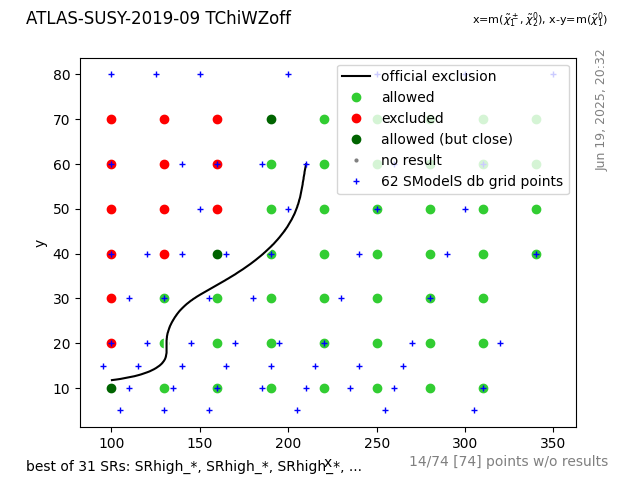 ATLAS-SUSY-2019-09 TChiWZoff
x=m(χ̃₁±, χ̃₂⁰), x-y=m(χ̃₁⁰)
Jun 19, 2025, 20:32
official exclusion
allowed
excluded
allowed (but close)
no result
62 SModelS db grid points
y
80
70
60
50
40
30
20
10
100
150
200
250
300
350
x
best of 31 SRs: SRhigh_*, SRhigh_*, SRhigh_*, ...
14/74 [74] points w/o results